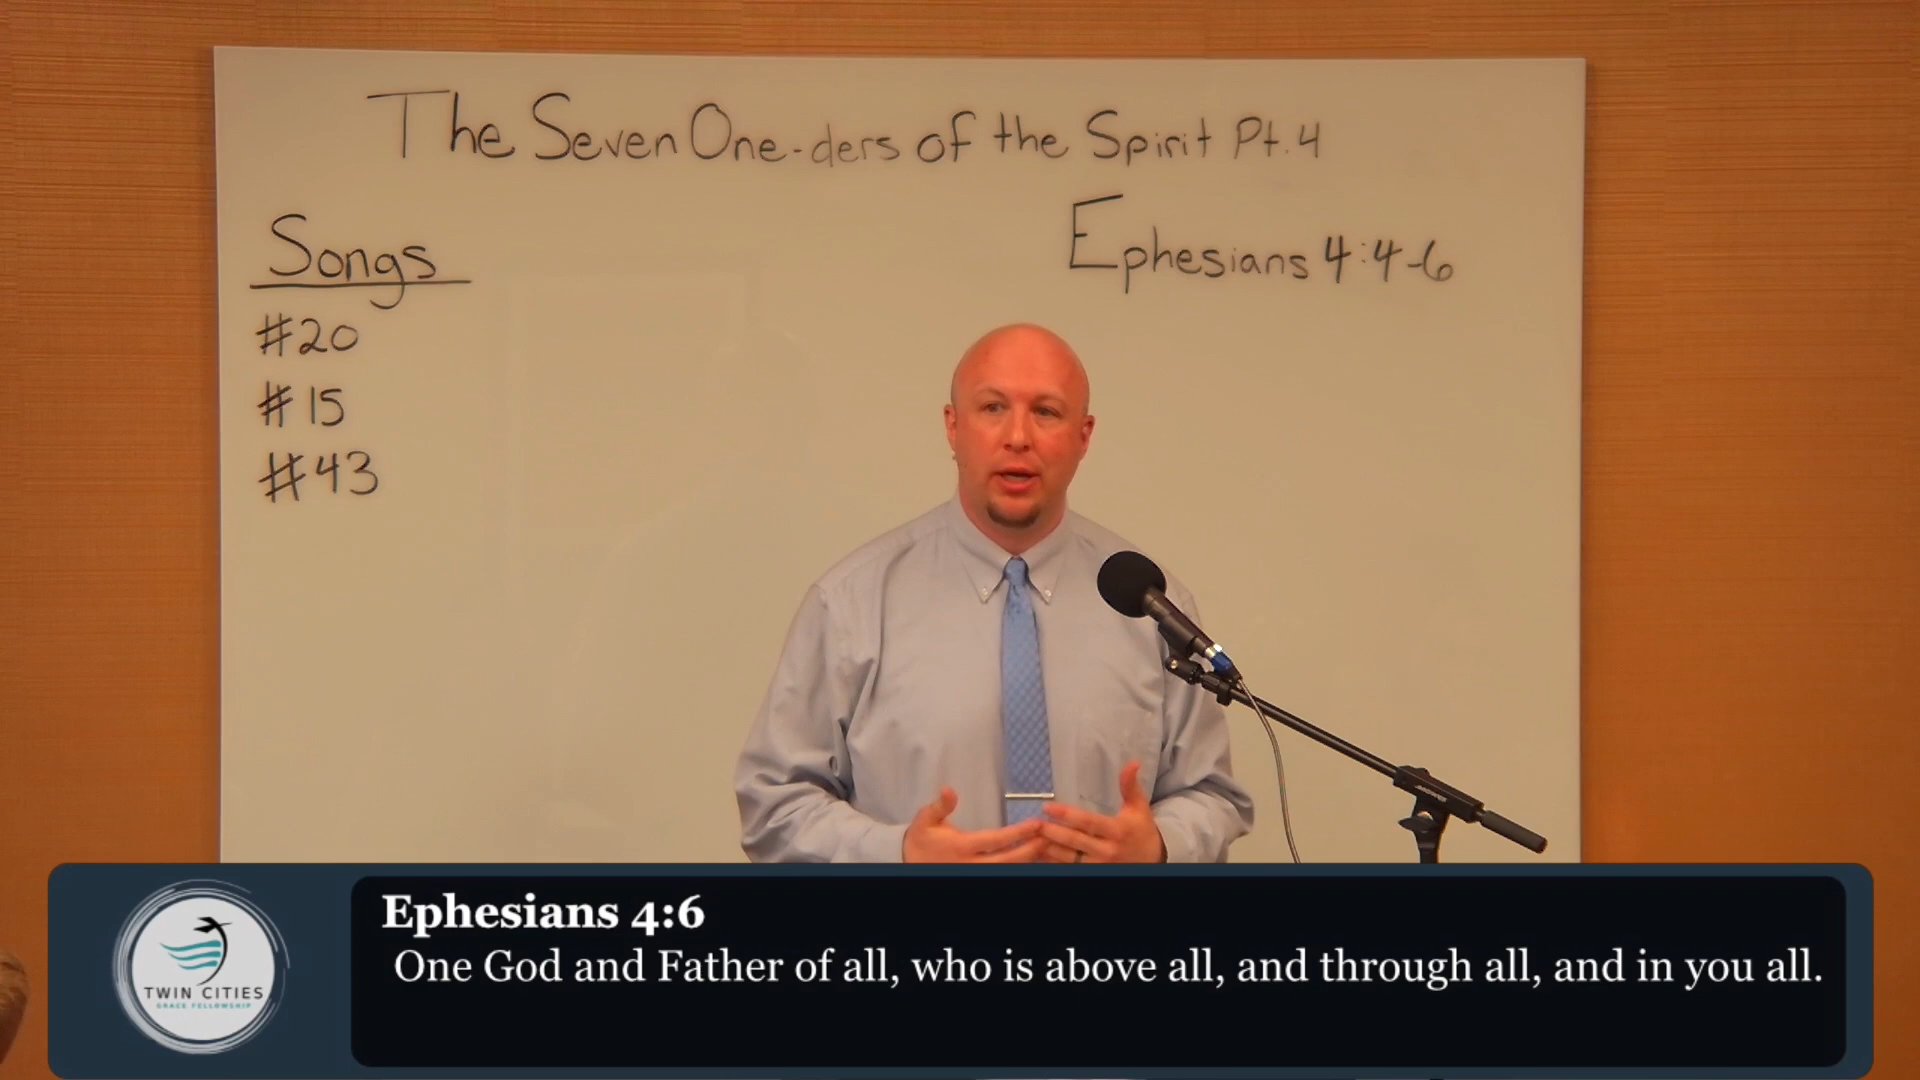 The Seven One-ders of the Spirit Pt.4
Songs
Ephesians 4:4-6
#20
#15
#43
Ephesians 4:6
One God and Father of all, who is above all, and through all, and in you all.
TWIN CITIES
GRACE FELLOWSHIP